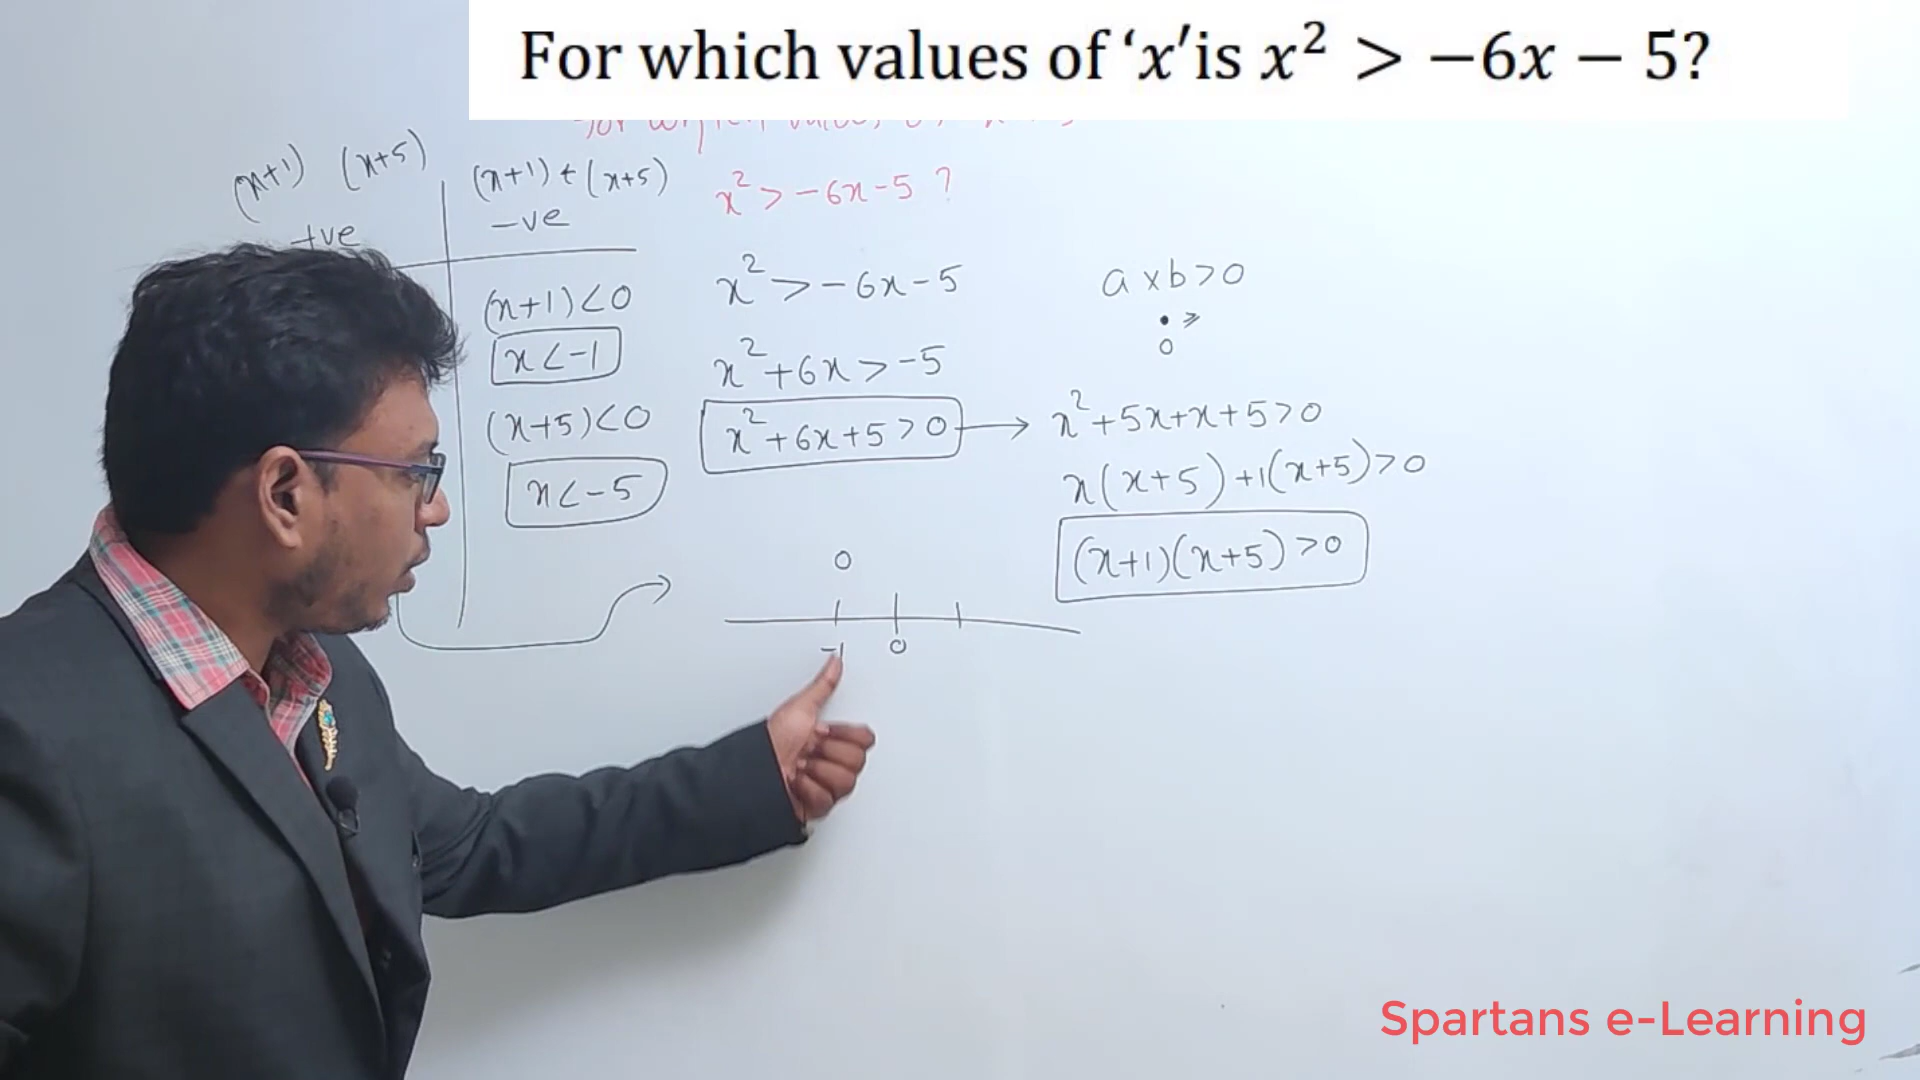 For which values of ‘x’ is x² > −6x − 5?
(x+1) (x+5)
+ve
(x+1) & (x+5)
-ve
(x+1)<0
x<-1
(x+5)<0
x<-5
x²>-6x-5 ?
x²>-6x-5
x²+6x>-5
x²+6x+5>0
a×b>0
0
x²+5x+x+5>0
x(x+5)+1(x+5)>0
(x+1)(x+5)>0
0
-1 0
Spartans e-Learning